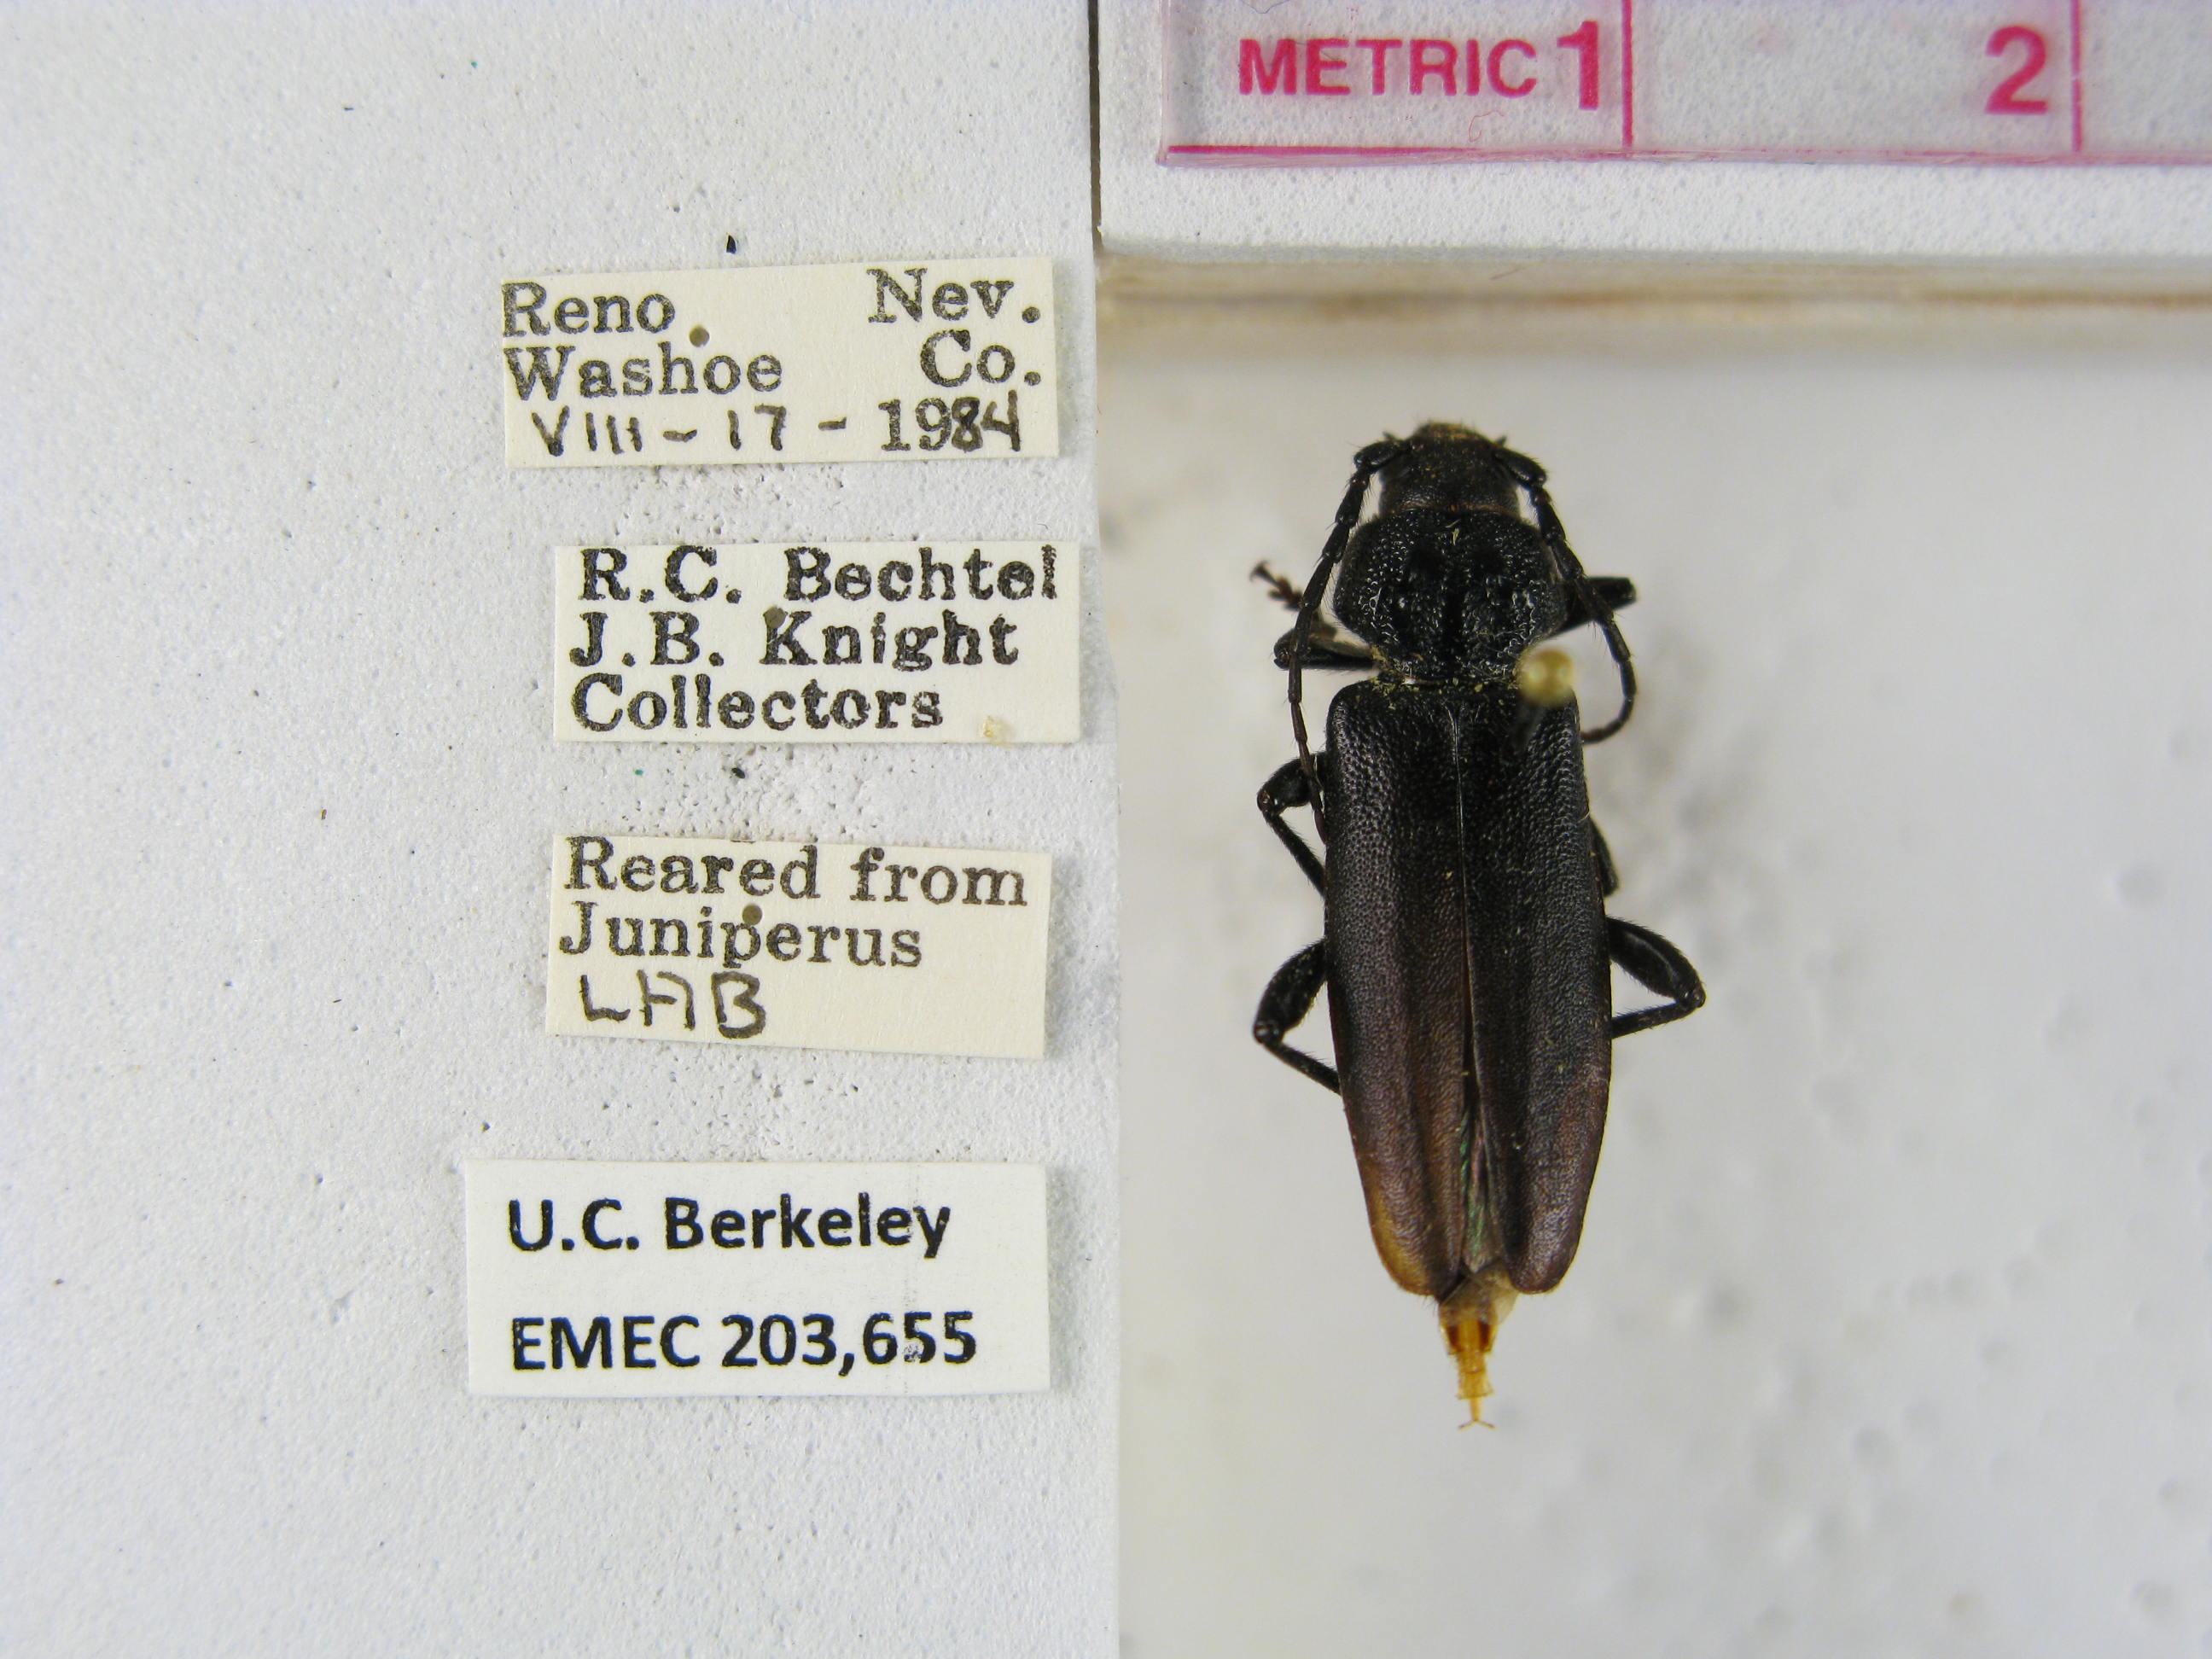 METRIC 1 2
Reno Nev.
Washoe Co.
VIII - 17 - 1984
R.C. Bechtel
J.B. Knight
Collectors
Reared from
Juniperus
LAB
U.C. Berkeley
EMEC 203,655